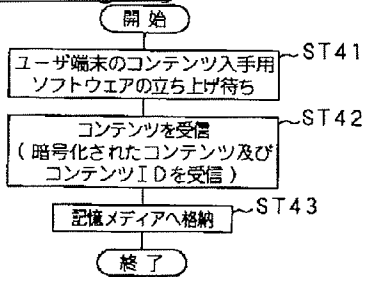 開始
ユーザ端末のコンテンツ入手用
ソフトウェアの立ち上げ待ち
ST41
コンテンツを受信
(暗号化されたコンテンツ及び
コンテンツIDを受信)
ST42
記憶メディアへ格納
ST43
終了